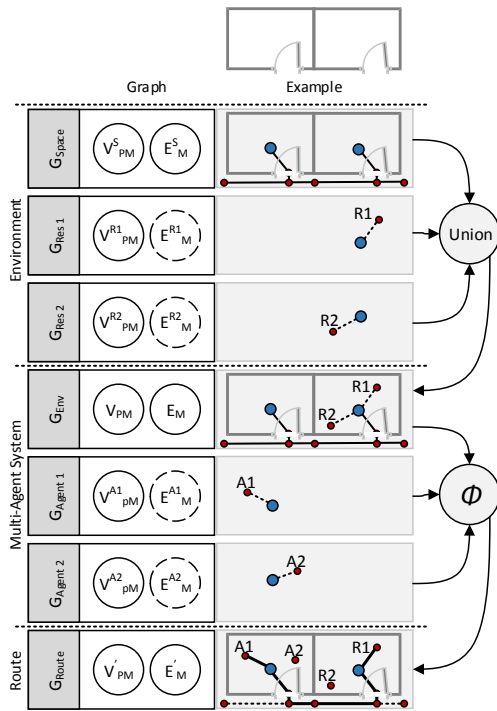 Graph Example
Environment
G_Space V^S_PM E^S_M
G_Res 1 V^R1_PM E^R1_M R1
Union
G_Res 2 V^R2_PM E^R2_M R2
Multi-Agent System
G_Env V_PM E_M R1 R2
G_Agent 1 V^A1_pM E^A1_M A1
Φ
G_Agent 2 V^A2_pM E^A2_M A2
Route
G_Route V'_PM E'_M A1 A2 R1 R2